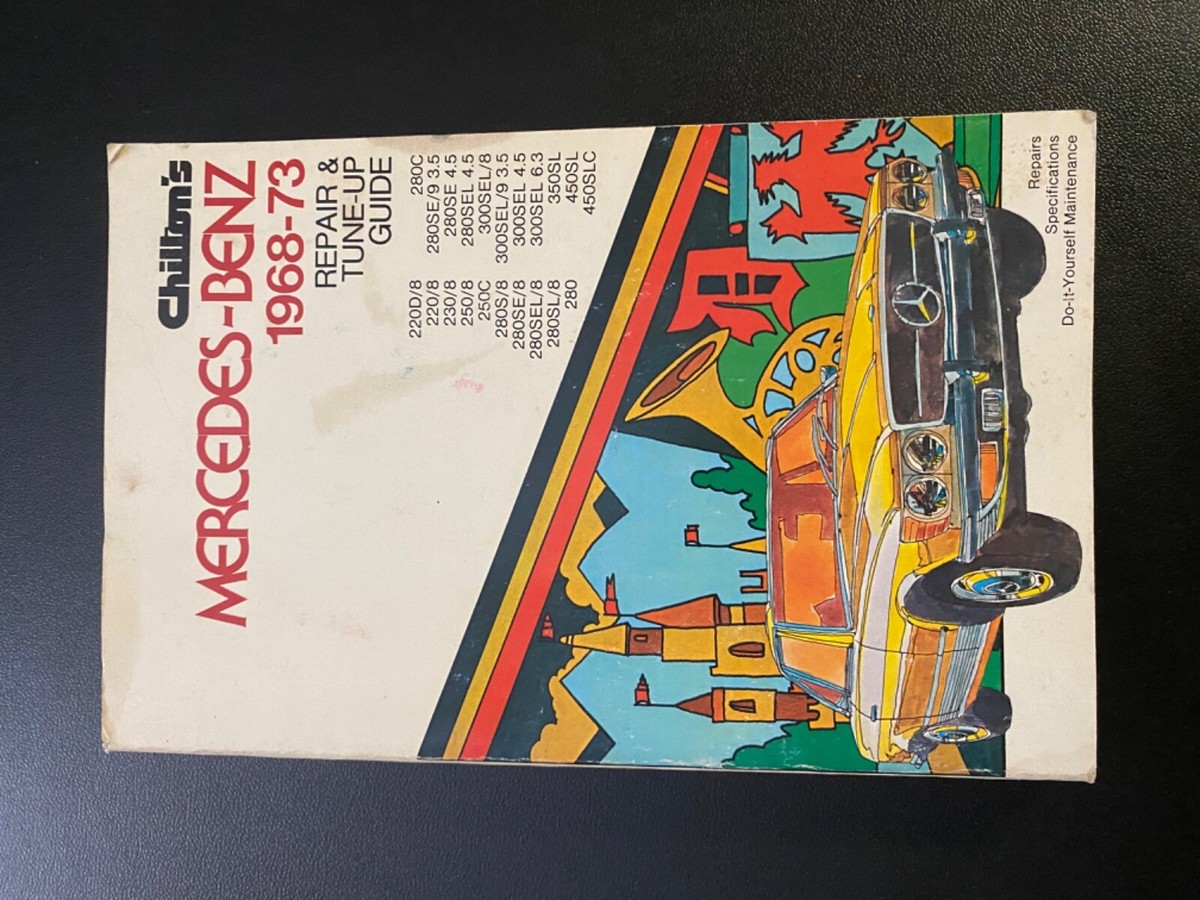 Chilton's
MERCEDES-BENZ
1968-73
REPAIR &
TUNE-UP
GUIDE
220D/8
220/8
230/8
250/8
250C
280S/8
280SE/8
280SEL/8
280SL/8
280
280C
280SE/9 3.5
280SE 4.5
280SEL 4.5
300SEL/8
300SEL/9 3.5
300SEL 4.5
300SEL 6.3
350SL
450SL
450SLC
Repairs
Specifications
Do-It-Yourself Maintenance